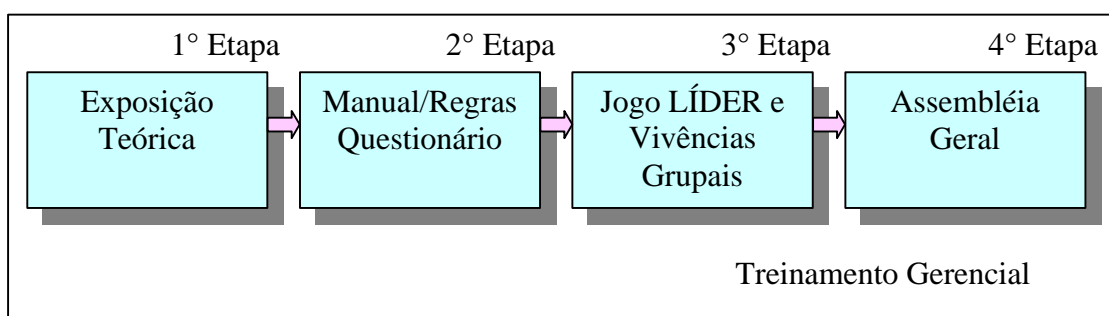 1° Etapa
2° Etapa
3° Etapa
4° Etapa
Exposição
Teórica
Manual/Regras
Questionário
Jogo LÍDER e
Vivências
Grupais
Assembléia
Geral
Treinamento Gerencial